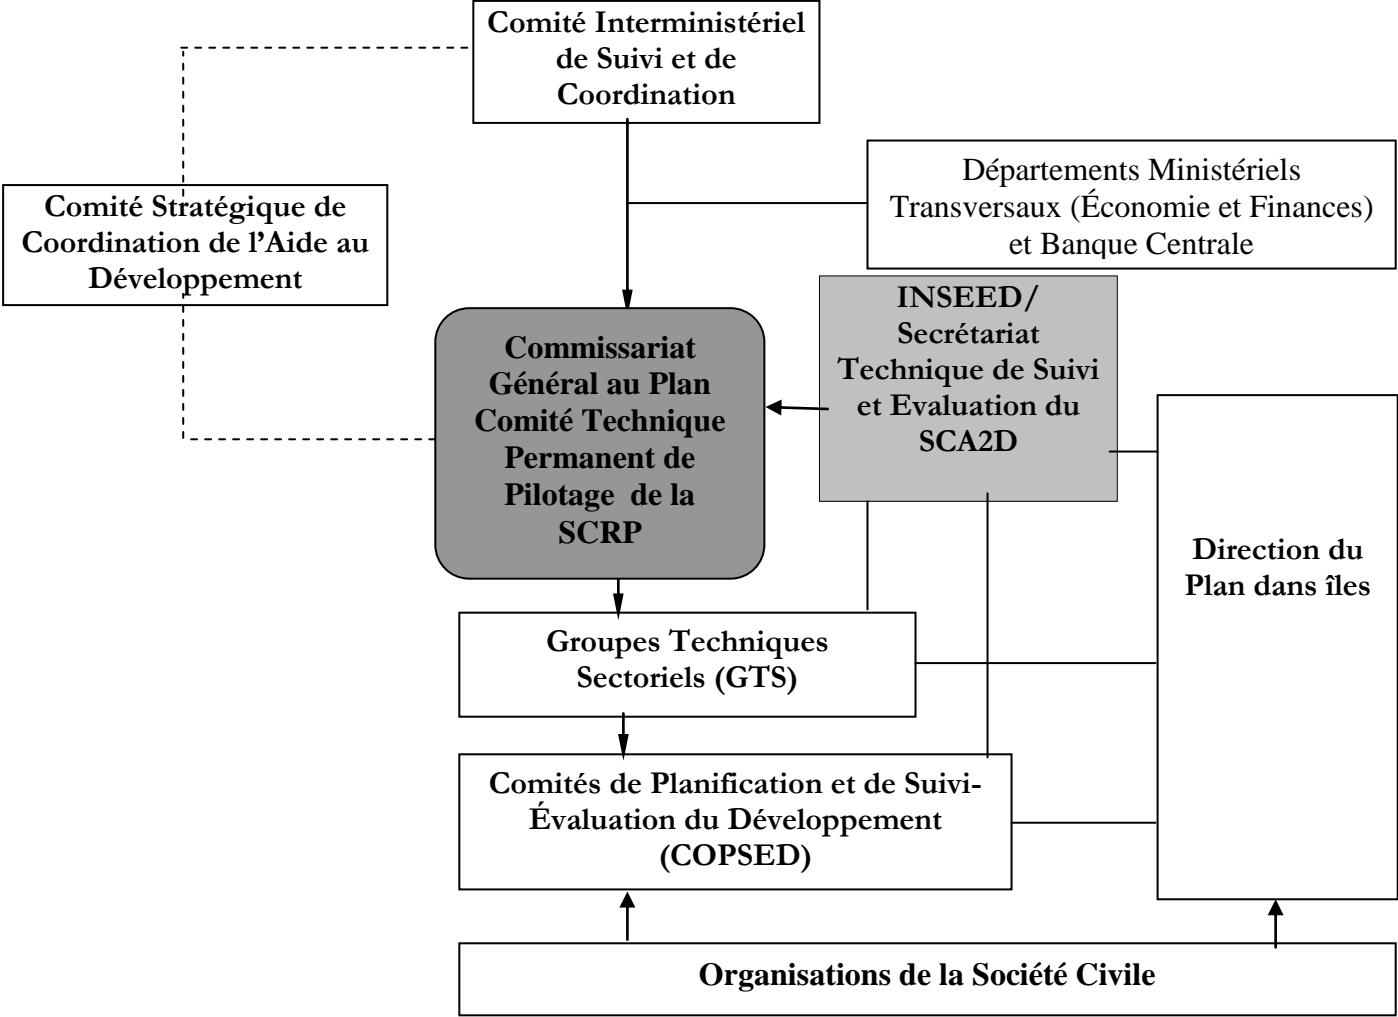 Comité Interministériel
de Suivi et de
Coordination
Départements Ministériels
Transversaux (Économie et Finances)
et Banque Centrale
Comité Stratégique de
Coordination de l’Aide au
Développement
INSEED/
Secrétariat
Technique de Suivi
et Evaluation du
SCA2D
Commissariat
Général au Plan
Comité Technique
Permanent de
Pilotage de la
SCRP
Direction du
Plan dans îles
Groupes Techniques
Sectoriels (GTS)
Comités de Planification et de Suivi-
Évaluation du Développement
(COPSED)
Organisations de la Société Civile